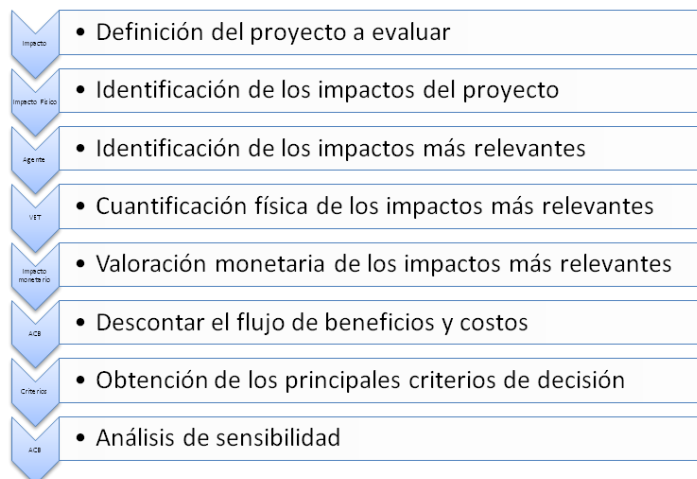 Impacto
• Definición del proyecto a evaluar
Impacto Físico
• Identificación de los impactos del proyecto
Agente
• Identificación de los impactos más relevantes
VET
• Cuantificación física de los impactos más relevantes
Impacto
monetario
• Valoración monetaria de los impactos más relevantes
ACB
• Descontar el flujo de beneficios y costos
Criterios
• Obtención de los principales criterios de decisión
ACB
• Análisis de sensibilidad